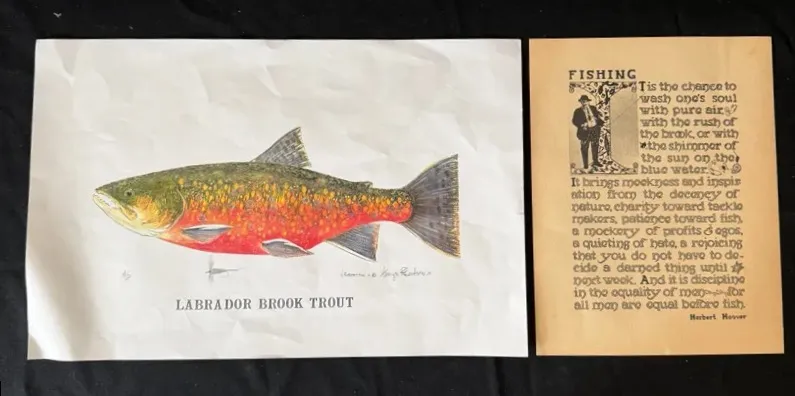 LABRADOR BROOK TROUT
FISHING
Tis the chance to
wash one's soul
with pure air,
with the rush of
the brook, or with
the shimmer of
the sun on the
blue water.
It brings meekness and inspir
ation from the decency of
nature, charity toward tackle
makers, patience toward fish,
a mockery of profits & egos,
a quieting of hate, a rejoicing
that you do not have to de-
cide a darned thing until
next week. And it is discipline
in the equality of men - for
all men are equal before fish.
Herbert Hoover